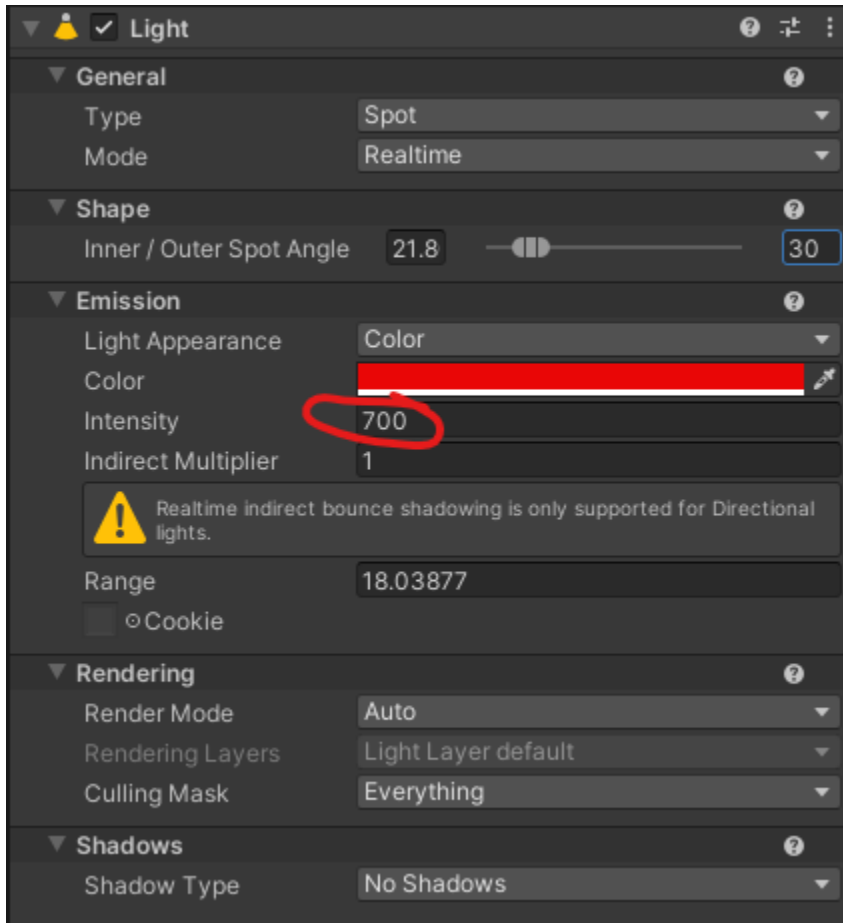 Light
General
Type Spot
Mode Realtime
Shape
Inner / Outer Spot Angle 21.8 30
Emission
Light Appearance Color
Color
Intensity 700
Indirect Multiplier 1
Realtime indirect bounce shadowing is only supported for Directional
lights.
Range 18.03877
Cookie
Rendering
Render Mode Auto
Rendering Layers Light Layer default
Culling Mask Everything
Shadows
Shadow Type No Shadows